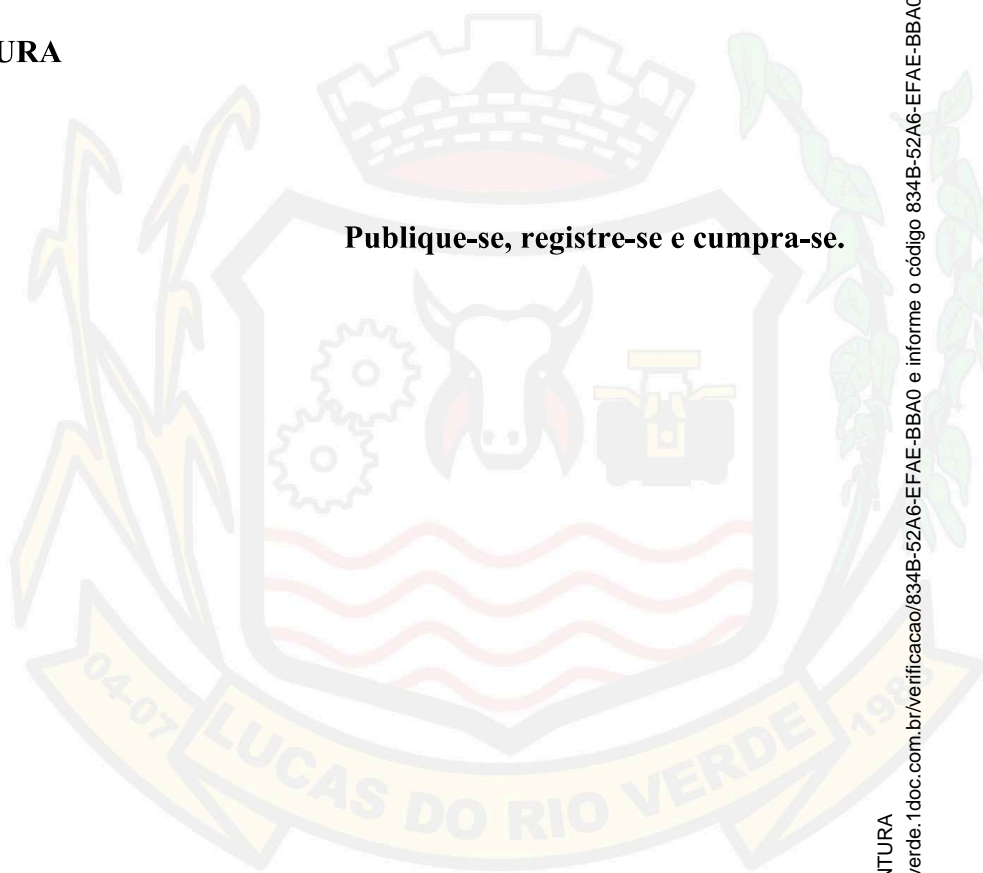 URA
Publique-se, registre-se e cumpra-se.
04-07
LUCAS DO RIO VERDE
NTURA
verde.1doc.com.br/verificacao/834B-52A6-EFAE-BBA0 e informe o código 834B-52A6-EFAE-BBA0